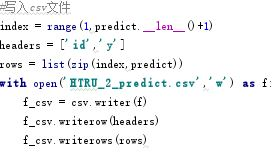 #写入csv文件
index = range(1,predict.__len__()+1)
headers = ['id','y']
rows = list(zip(index,predict))
with open('HTRU_2_predict.csv','w') as f:
    f_csv = csv.writer(f)
    f_csv.writerow(headers)
    f_csv.writerows(rows)